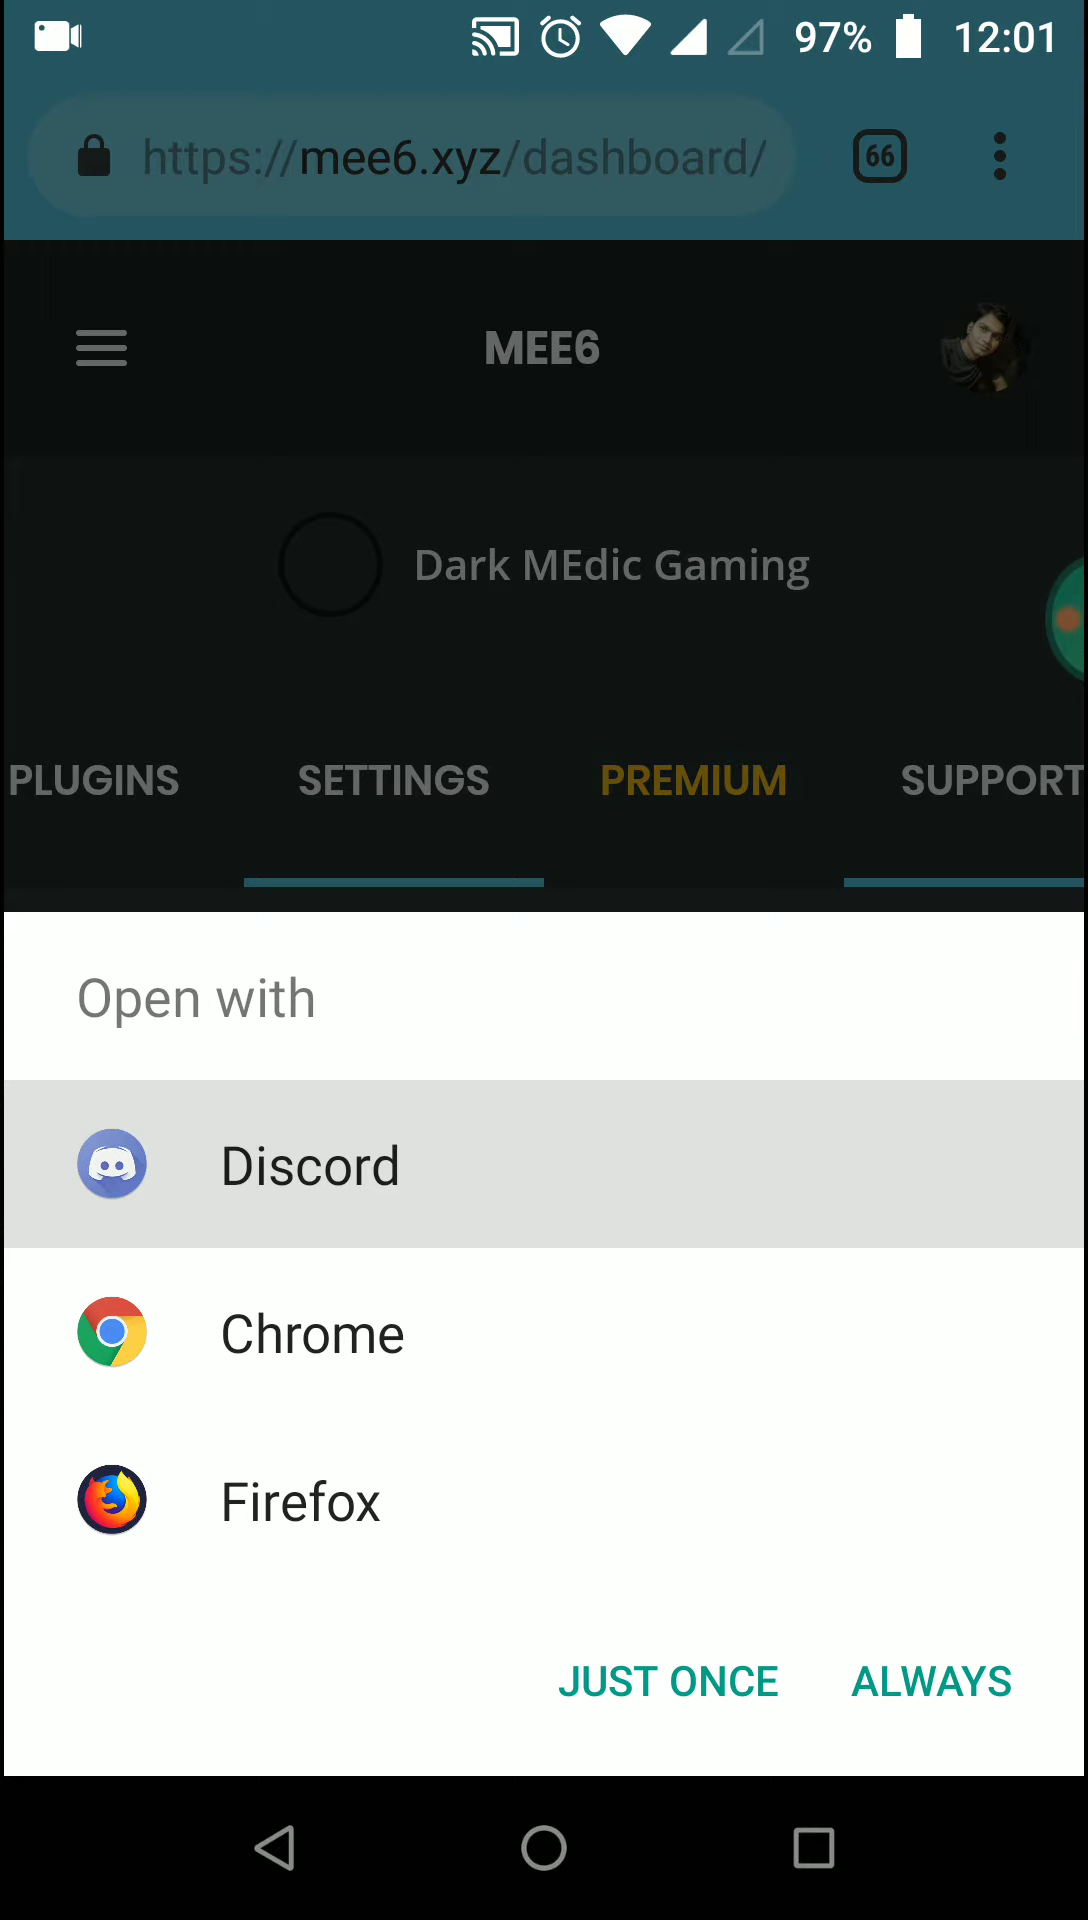 97% 12:01
https://mee6.xyz/dashboard/ 66
MEE6
Dark MEdic Gaming
PLUGINS SETTINGS PREMIUM SUPPORT
Open with
Discord
Chrome
Firefox
JUST ONCE ALWAYS